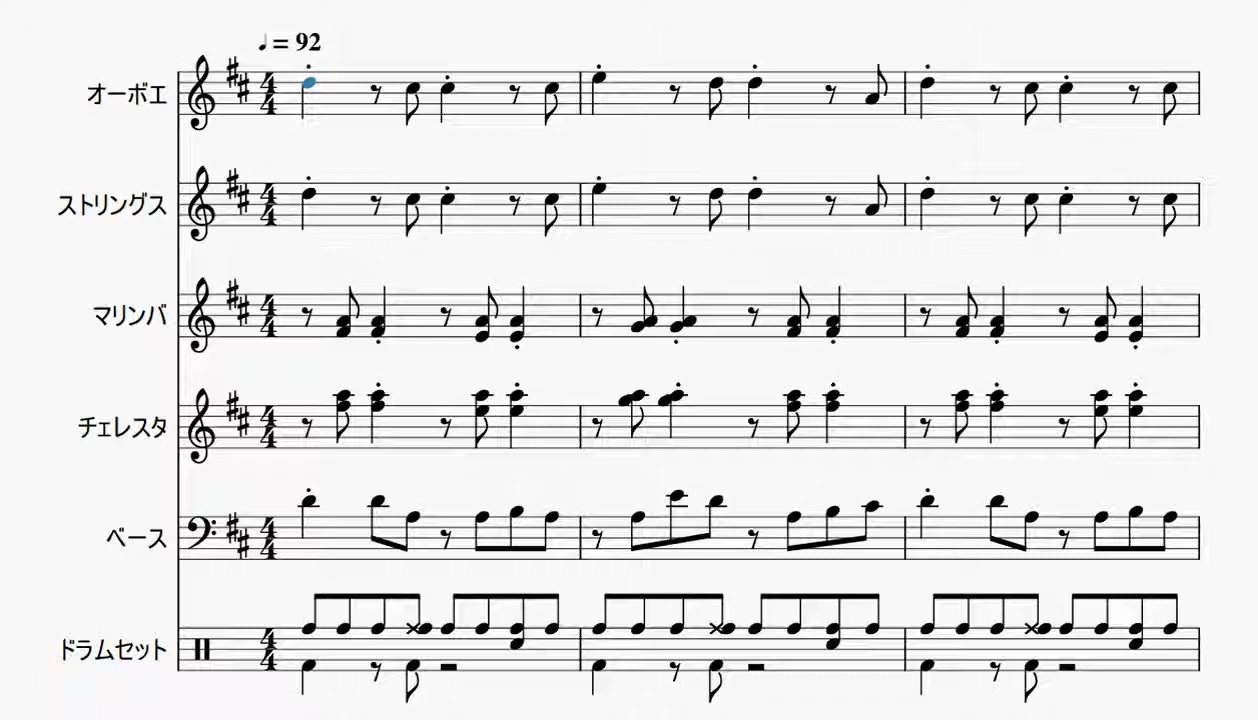 ♩= 92
オーボエ
ストリングス
マリンバ
チェレスタ
ベース
ドラムセット